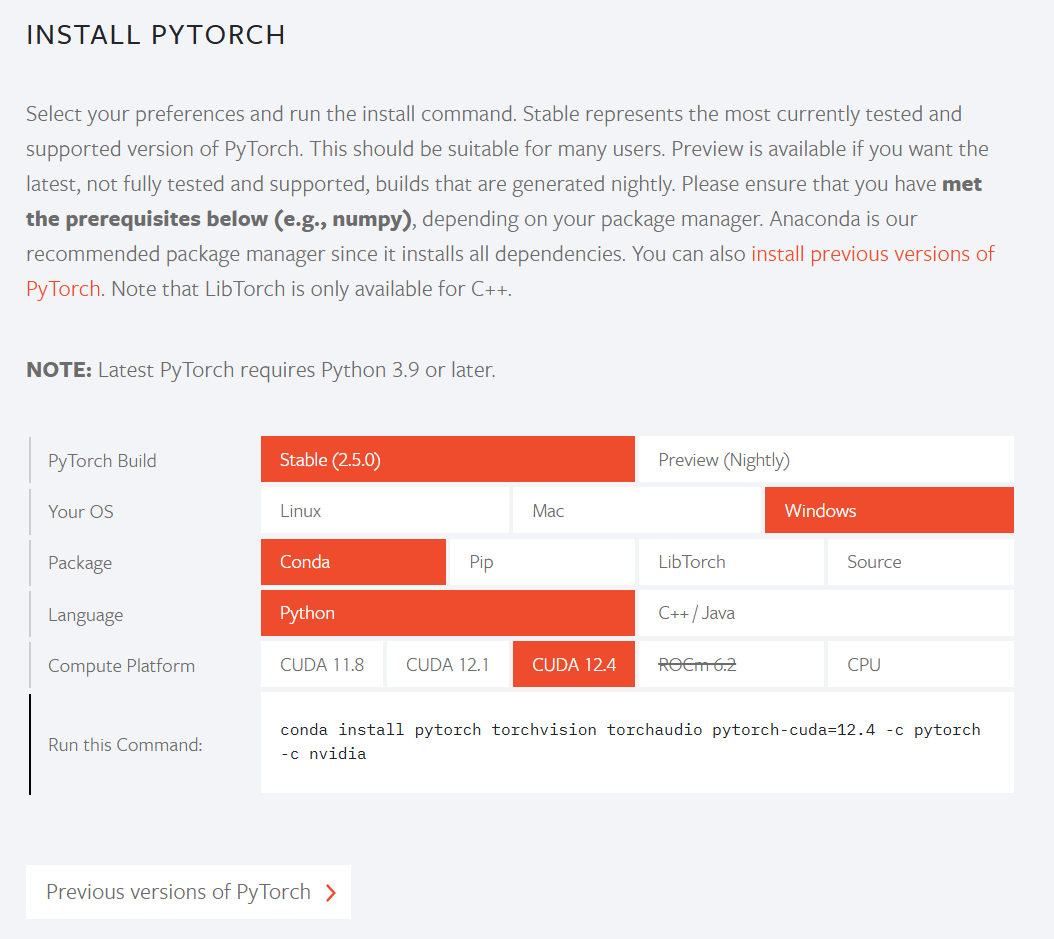 INSTALL PYTORCH
Select your preferences and run the install command. Stable represents the most currently tested and
supported version of PyTorch. This should be suitable for many users. Preview is available if you want the
latest, not fully tested and supported, builds that are generated nightly. Please ensure that you have met
the prerequisites below (e.g., numpy), depending on your package manager. Anaconda is our
recommended package manager since it installs all dependencies. You can also install previous versions of
PyTorch. Note that LibTorch is only available for C++.
NOTE: Latest PyTorch requires Python 3.9 or later.
PyTorch Build Stable (2.5.0) Preview (Nightly)
Your OS Linux Mac Windows
Package Conda Pip LibTorch Source
Language Python C++ / Java
Compute Platform CUDA 11.8 CUDA 12.1 CUDA 12.4 ROCm 6.2 CPU
Run this Command: conda install pytorch torchvision torchaudio pytorch-cuda=12.4 -c pytorch
-c nvidia
Previous versions of PyTorch